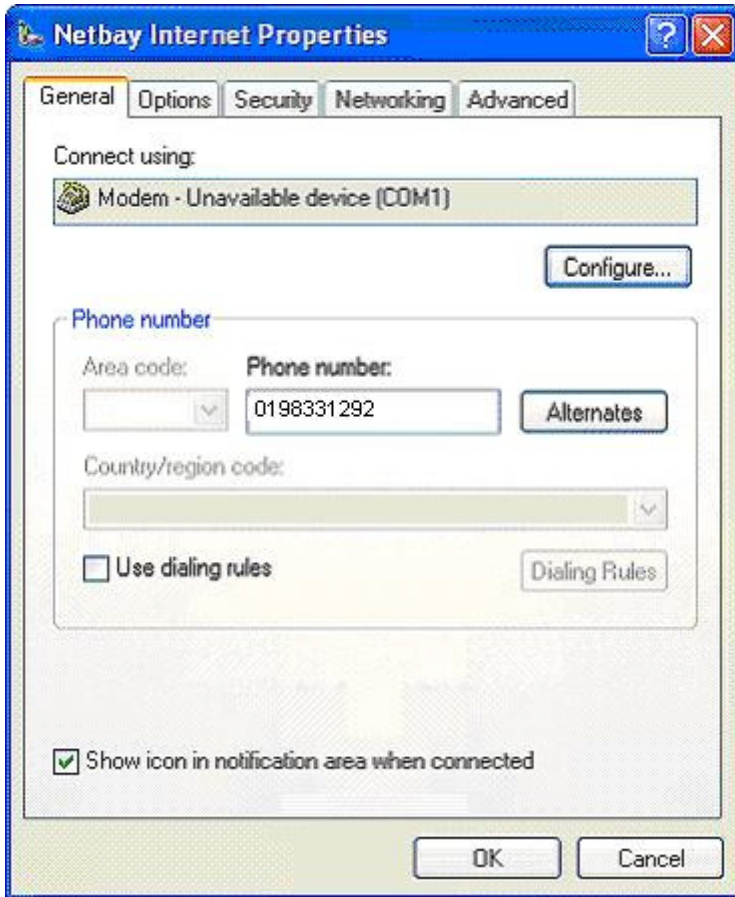 Netbay Internet Properties
General Options Security Networking Advanced
Connect using:
Modem - Unavailable device (COM1)
Configure...
Phone number
Area code: Phone number:
0198331292 Alternates
Country/region code:
Use dialing rules Dialing Rules
Show icon in notification area when connected
OK Cancel